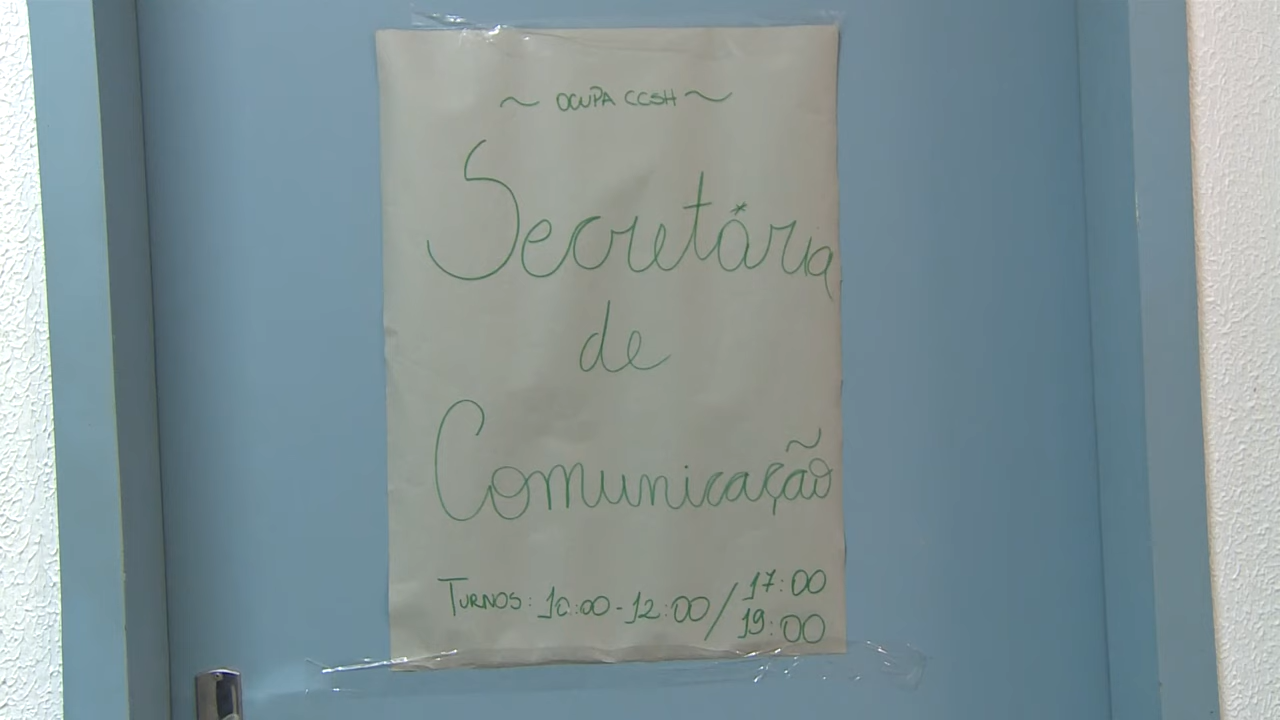 ~ OCUPA CCSH ~
Secretária
de
Comunicação
TURNOS: 10:00-12:00/17:00
19:00